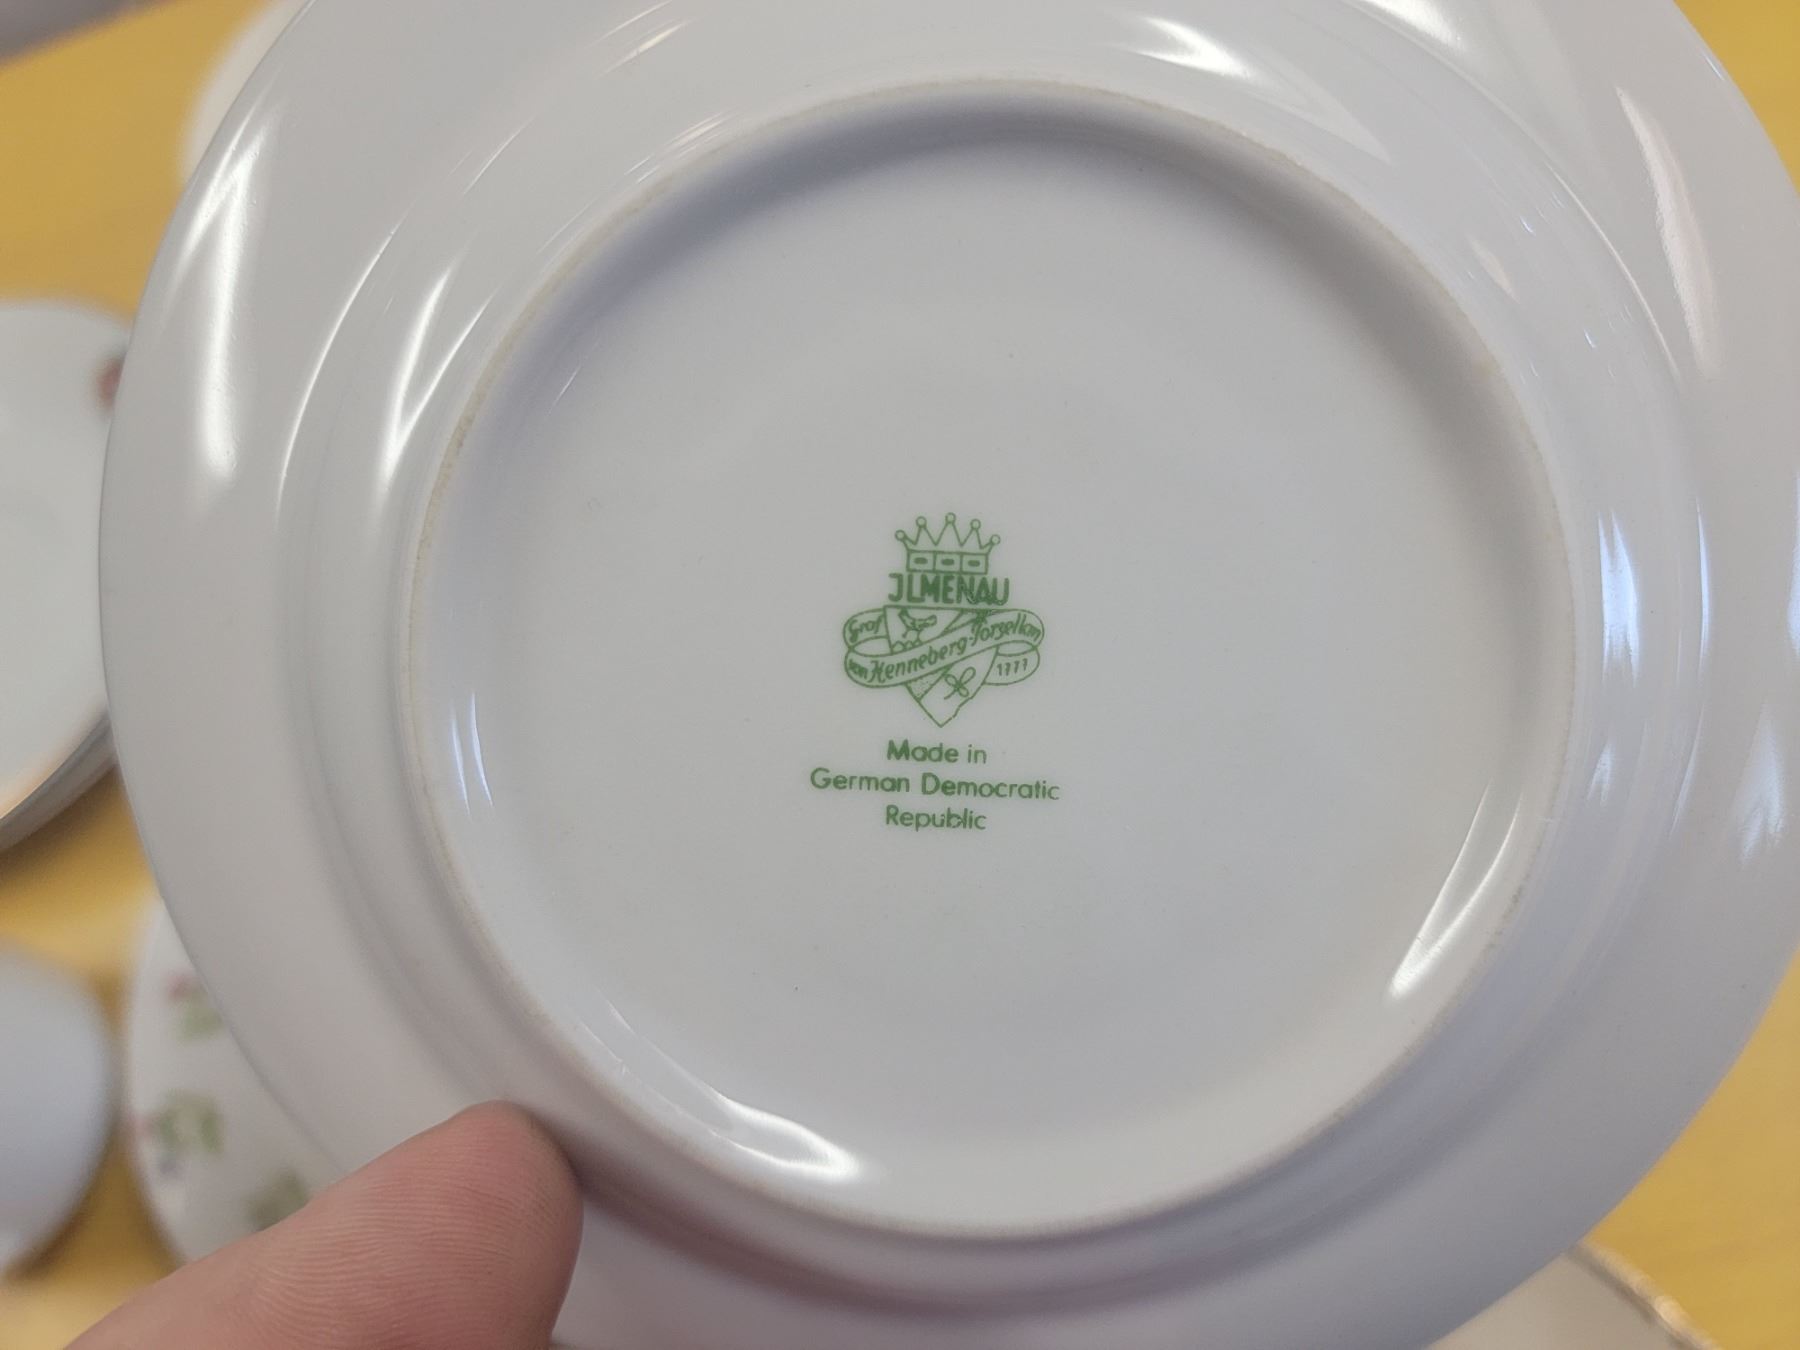 JLMENAU
Graf
von Henneberg-Porzellan
1777
Made in
German Democratic
Republic